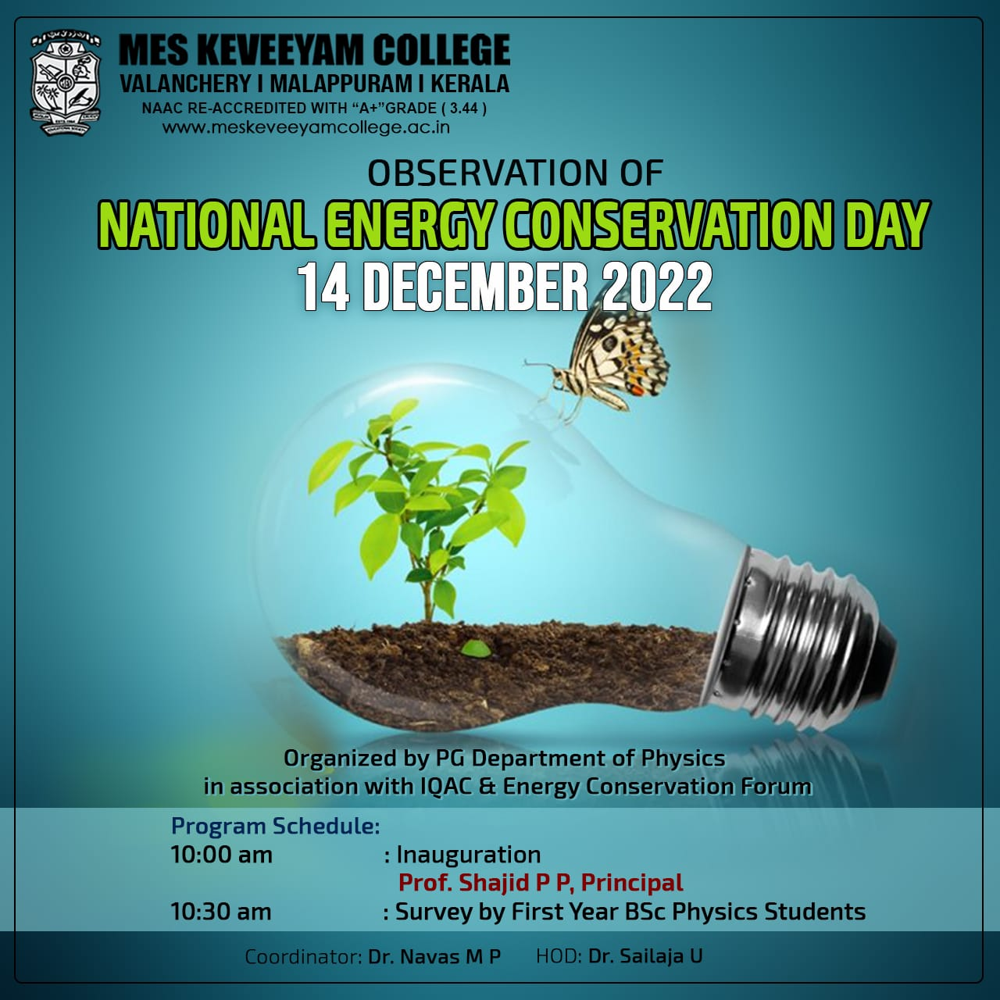 MES KEVEEYAM COLLEGE
VALANCHERY I MALAPPURAM I KERALA
NAAC RE-ACCREDITED WITH “A+”GRADE ( 3.44 )
www.meskeveeyamcollege.ac.in
OBSERVATION OF
NATIONAL ENERGY CONSERVATION DAY
14 DECEMBER 2022
Organized by PG Department of Physics
in association with IQAC & Energy Conservation Forum
Program Schedule:
10:00 am : Inauguration
Prof. Shajid P P, Principal
10:30 am : Survey by First Year BSc Physics Students
Coordinator: Dr. Navas M P HOD: Dr. Sailaja U